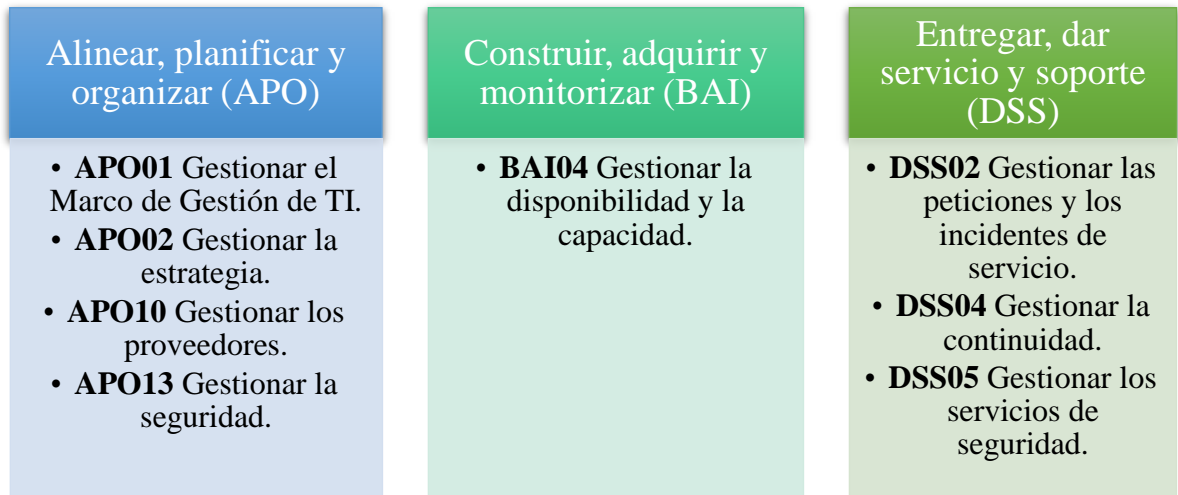 Alinear, planificar y
organizar (APO)
• APO01 Gestionar el
Marco de Gestión de TI.
• APO02 Gestionar la
estrategia.
• APO10 Gestionar los
proveedores.
• APO13 Gestionar la
seguridad.
Construir, adquirir y
monitorizar (BAI)
• BAI04 Gestionar la
disponibilidad y la
capacidad.
Entregar, dar
servicio y soporte
(DSS)
• DSS02 Gestionar las
peticiones y los
incidentes de
servicio.
• DSS04 Gestionar la
continuidad.
• DSS05 Gestionar los
servicios de
seguridad.